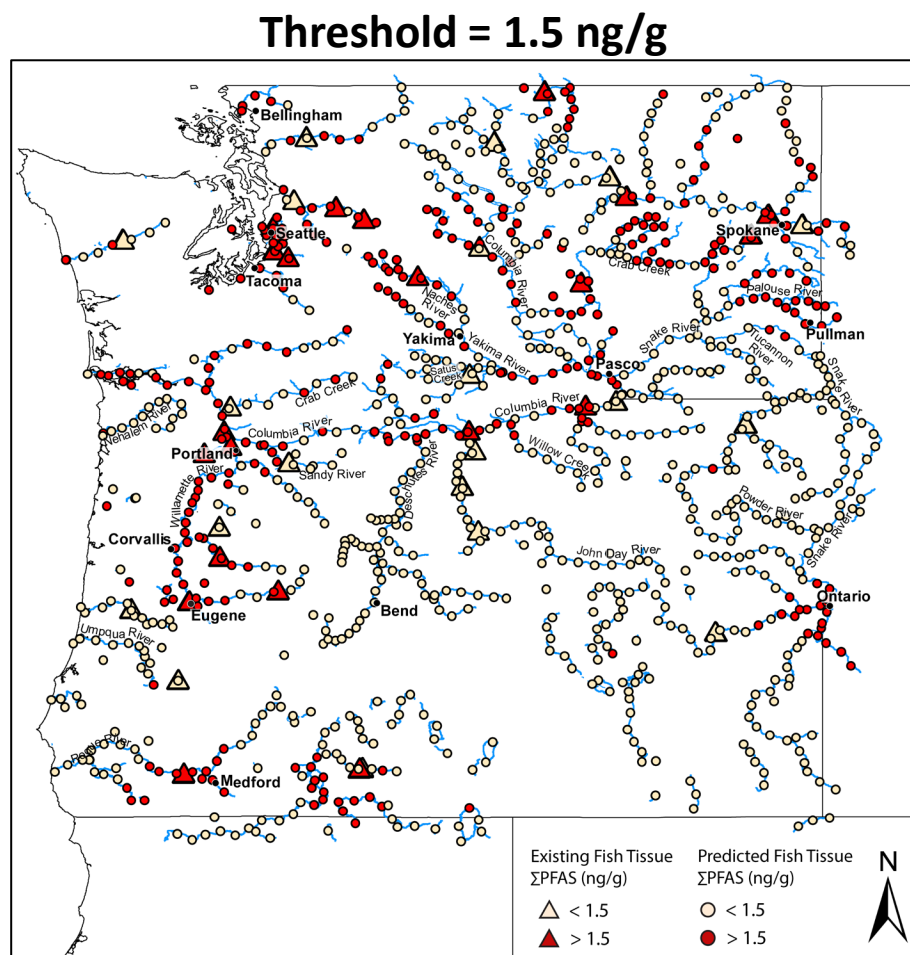 Threshold = 1.5 ng/g
Bellingham
Seattle
Tacoma
Spokane
Columbia River
Crab Creek
Palouse River
Naches River
Pullman
Yakima
Yakima River
Snake River
Tucannon River
Pasco
Satus Creek
Snake River
Crab Creek
Columbia River
Nehalem River
Columbia River
Portland
Willow Creek
Sandy River
Deschutes River
Willamette River
Powder River
Snake River
Corvallis
John Day River
Ontario
Bend
Eugene
Umpqua River
Rogue River
Medford
Existing Fish Tissue
∑PFAS (ng/g)
< 1.5
> 1.5
Predicted Fish Tissue
∑PFAS (ng/g)
< 1.5
> 1.5
N